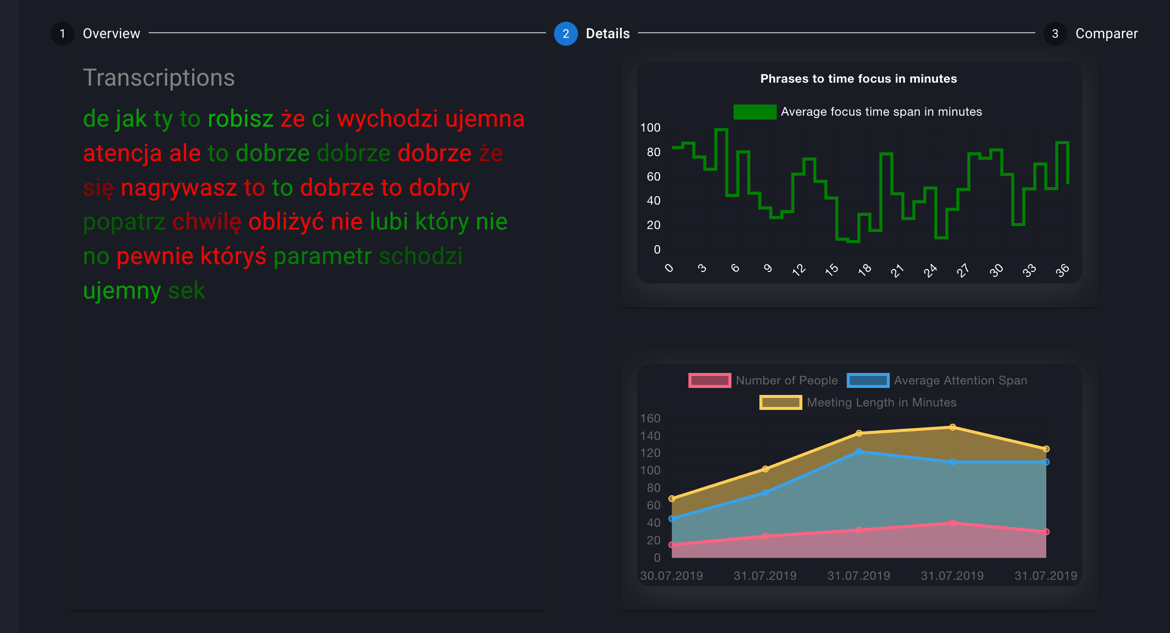 1 Overview 2 Details 3 Comparer
Transcriptions
de jak ty to robisz że ci wychodzi ujemna
atencja ale to dobrze dobrze dobrze że
się nagrywasz to to dobrze to dobry
popatrz chwilę obliżyć nie lubi który nie
no pewnie któryś parametr schodzi
ujemny sek
Phrases to time focus in minutes
Average focus time span in minutes
100
80
60
40
20
0
0 3 6 9 12 15 18 21 24 27 30 33 36
Number of People Average Attention Span
Meeting Length in Minutes
160
140
120
100
80
60
40
20
0
30.07.2019 31.07.2019 31.07.2019 31.07.2019 31.07.2019